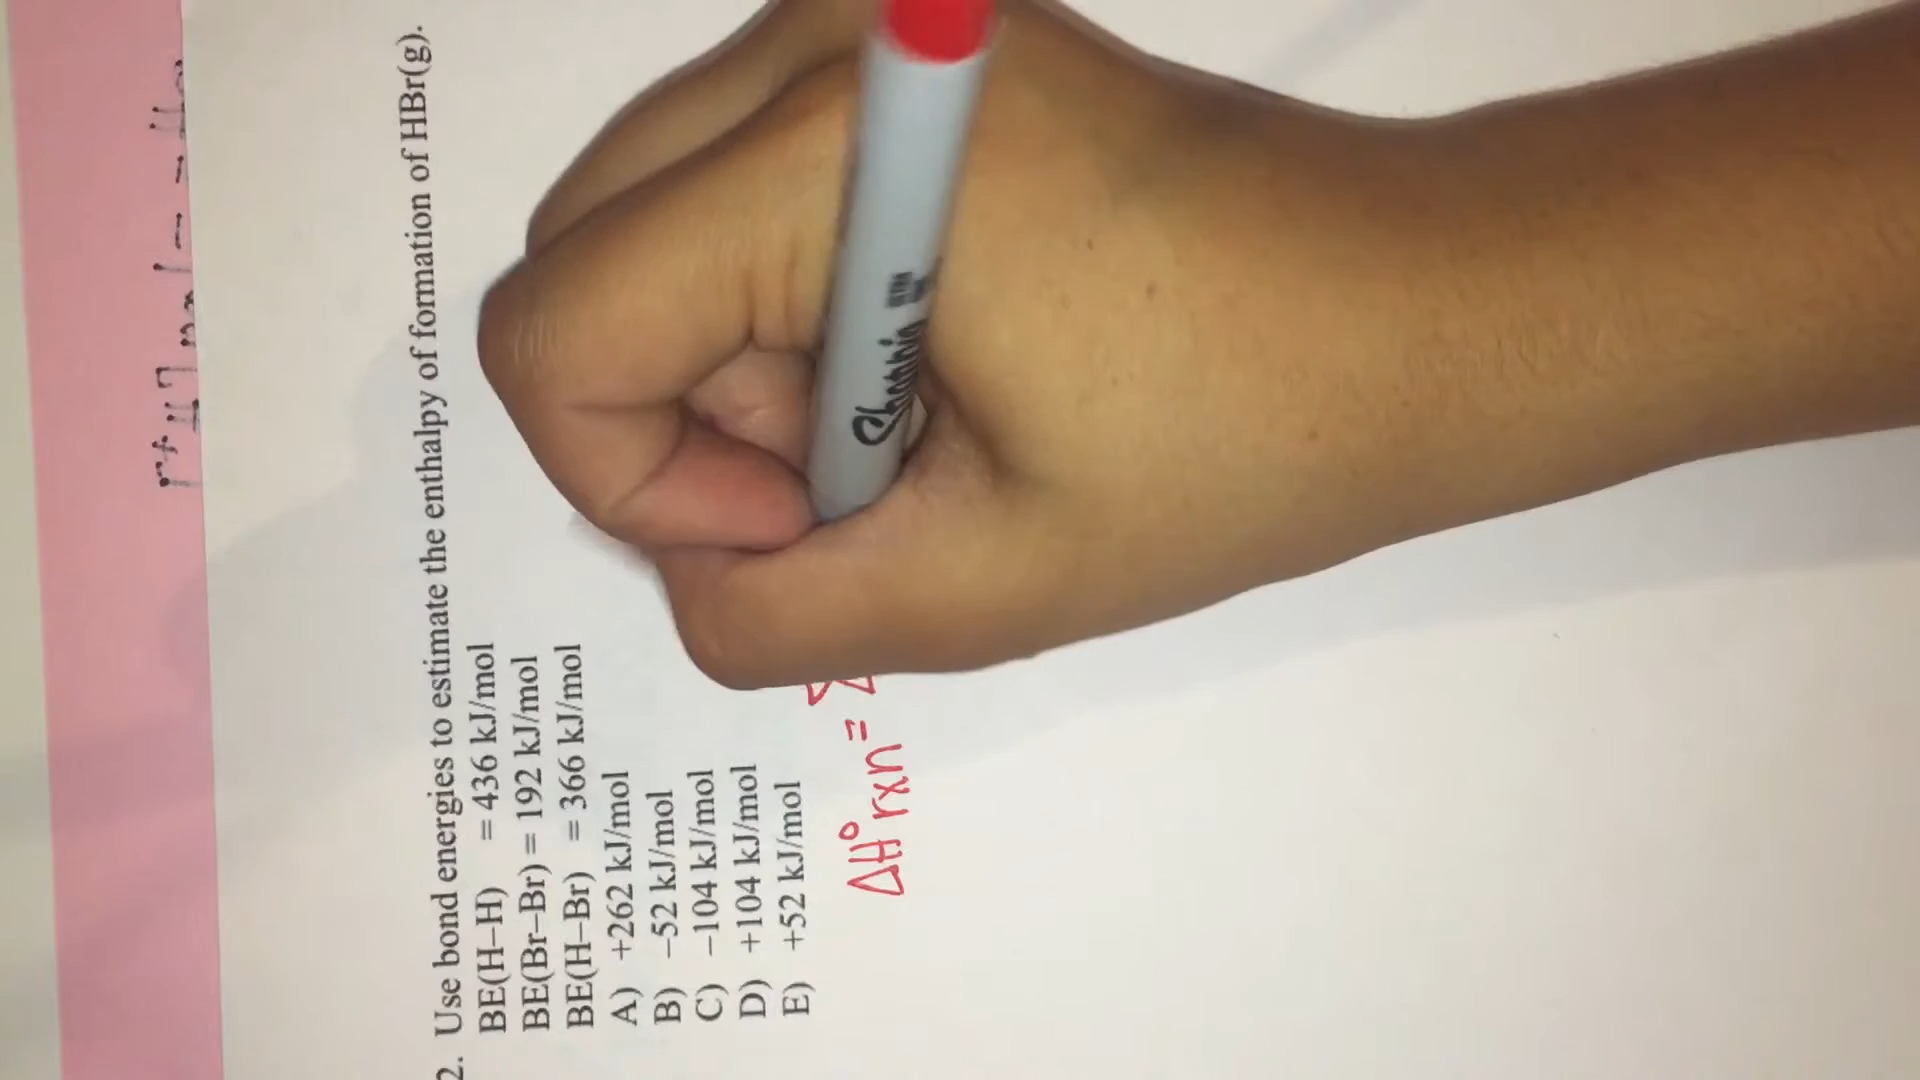 2. Use bond energies to estimate the enthalpy of formation of HBr(g).
BE(H–H) = 436 kJ/mol
BE(Br–Br) = 192 kJ/mol
BE(H–Br) = 366 kJ/mol
A) +262 kJ/mol
B) –52 kJ/mol
C) –104 kJ/mol
D) +104 kJ/mol
E) +52 kJ/mol
ΔH°rxn = Σ
Sharpie